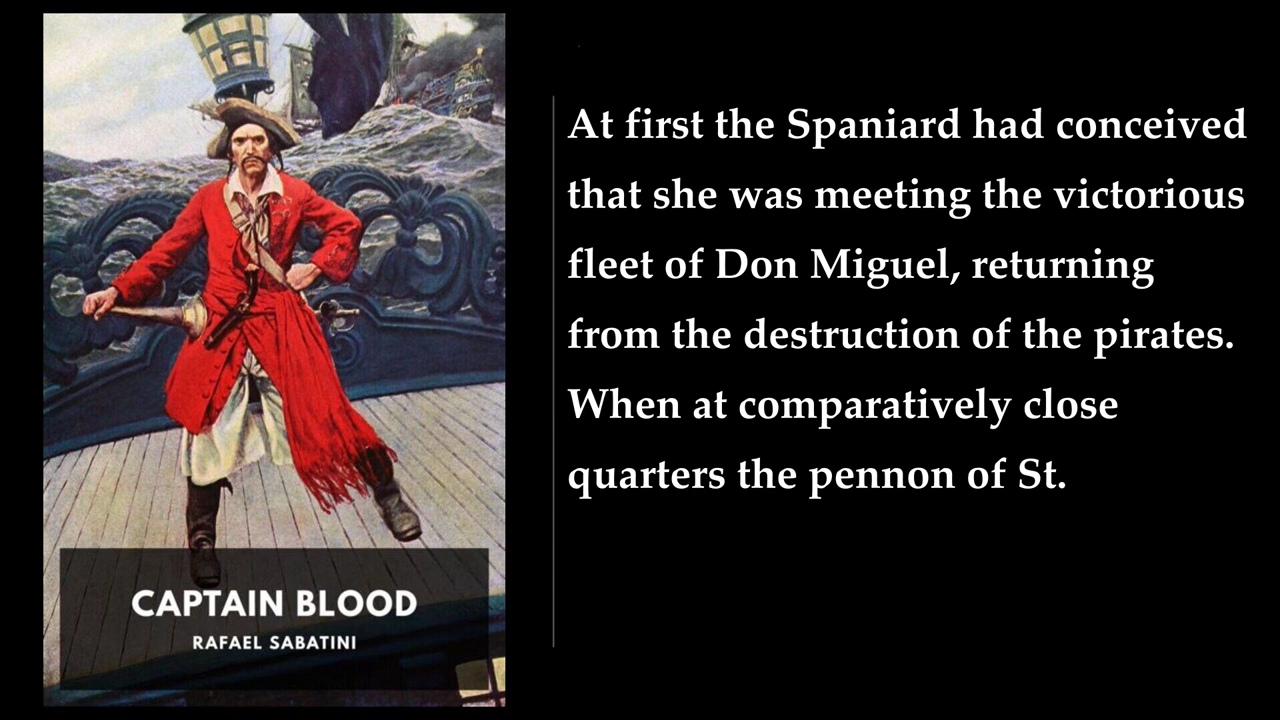 CAPTAIN BLOOD
RAFAEL SABATINI
At first the Spaniard had conceived
that she was meeting the victorious
fleet of Don Miguel, returning
from the destruction of the pirates.
When at comparatively close
quarters the pennon of St.